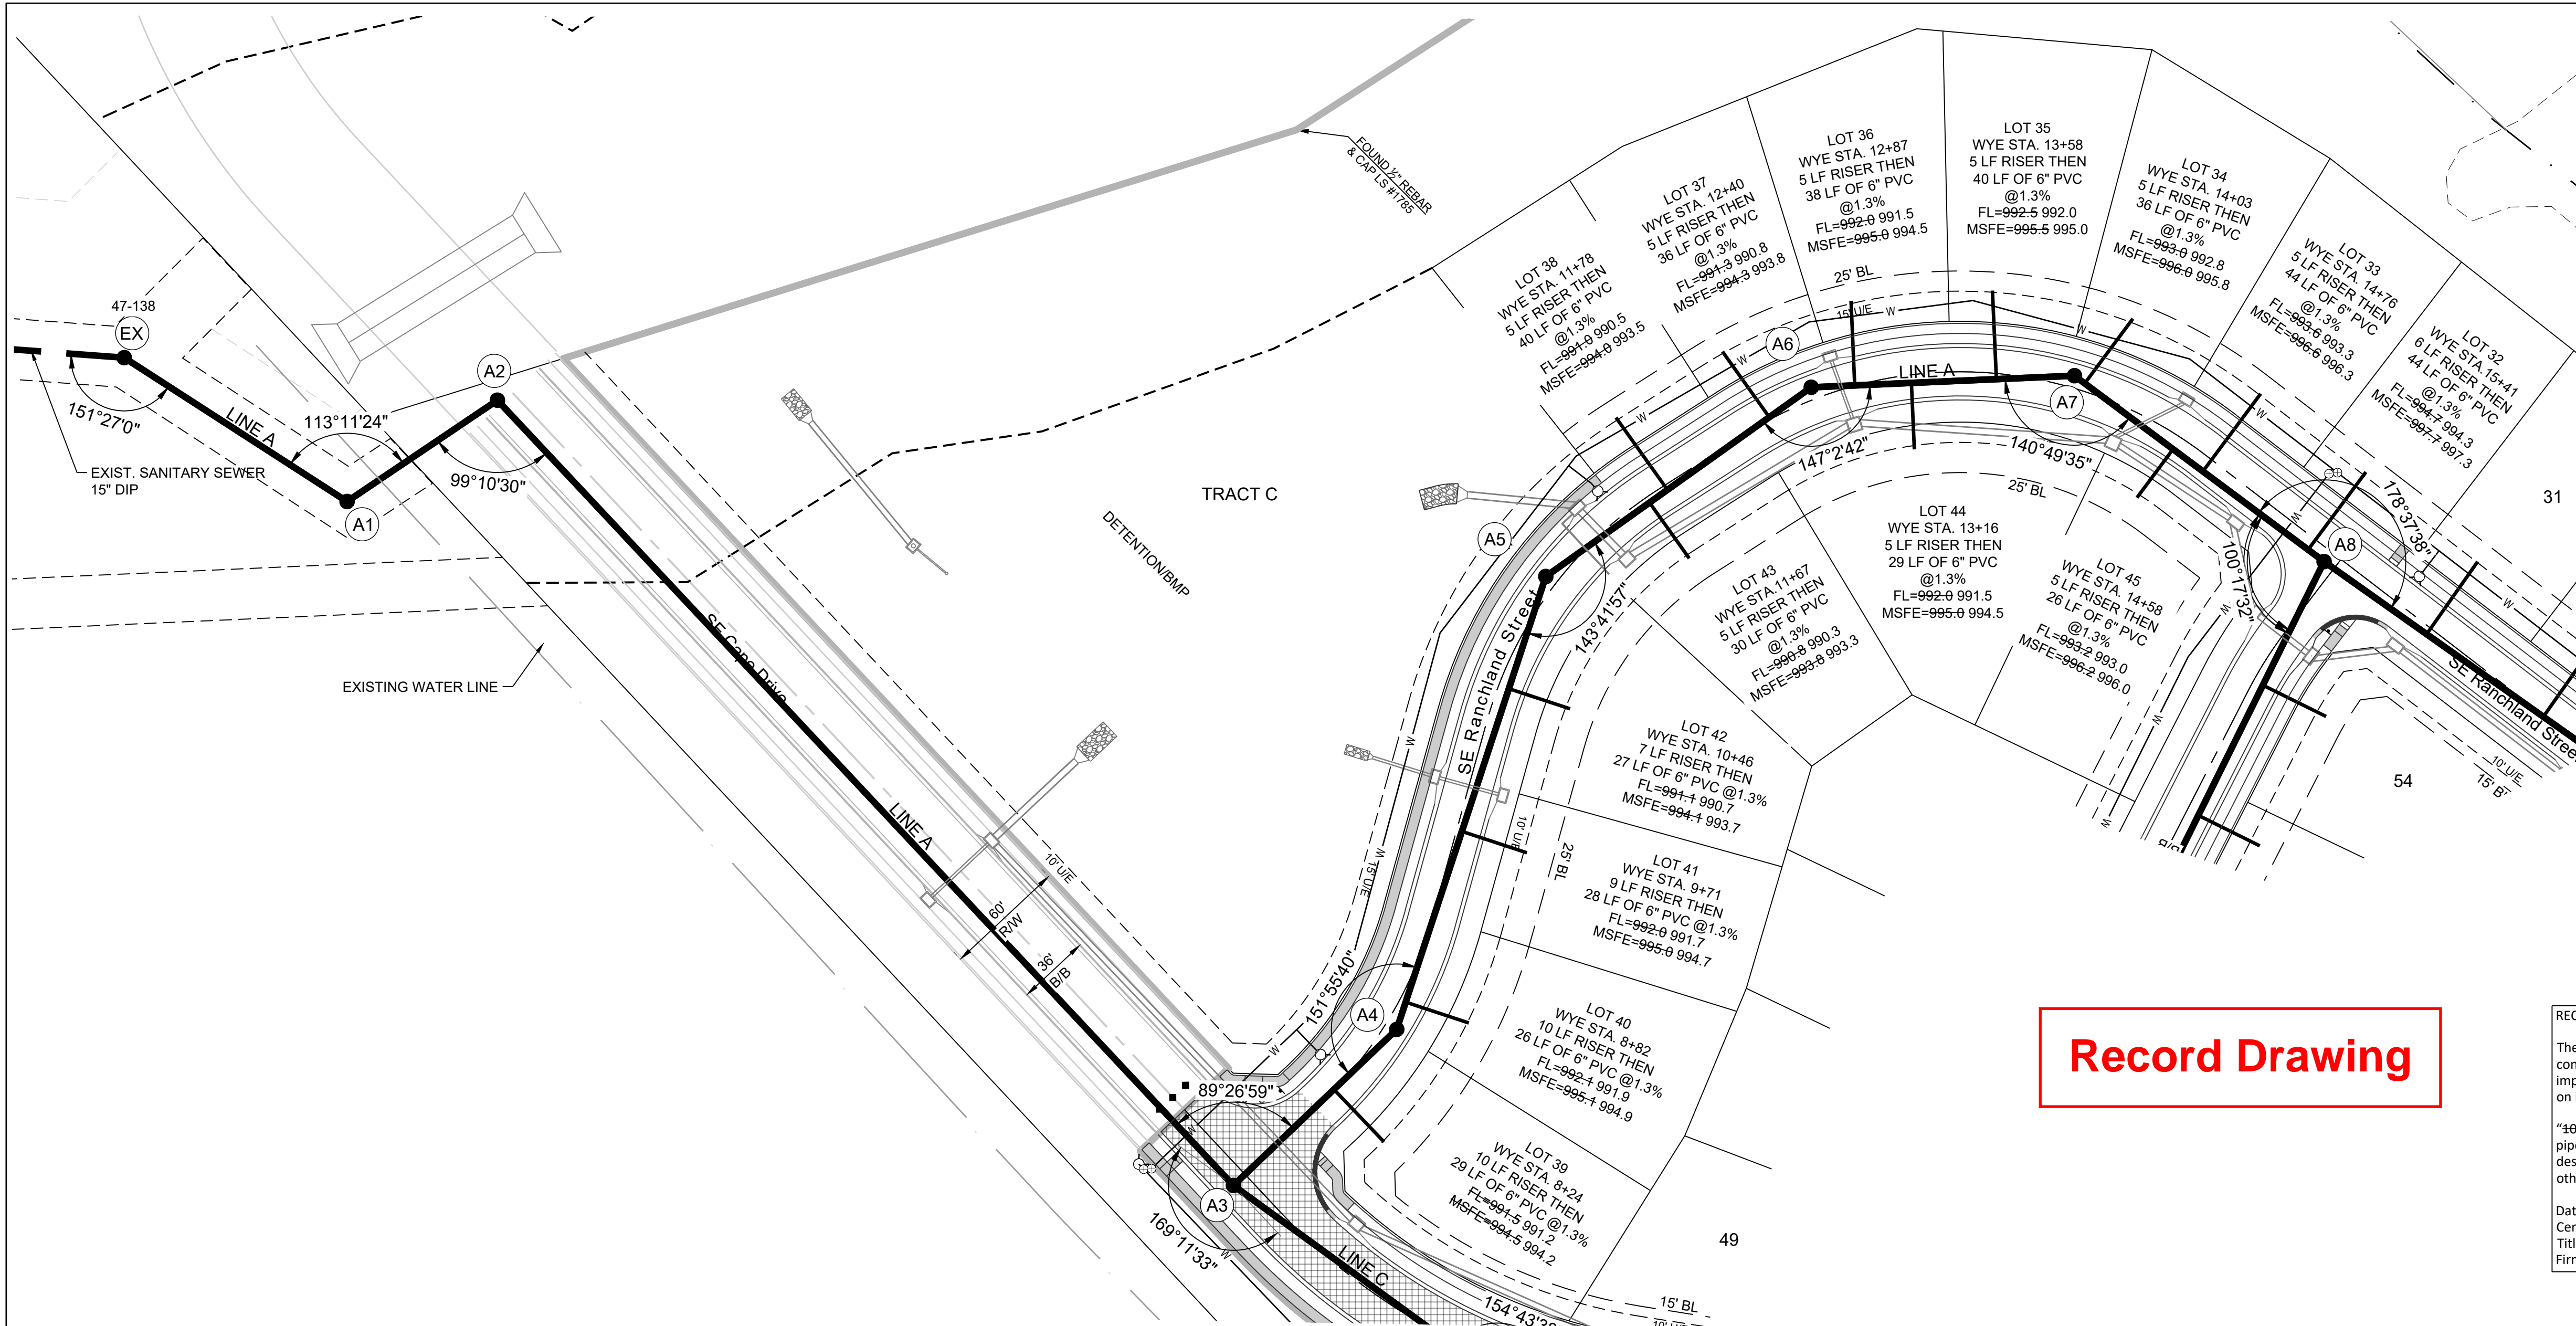 47-138
EX
151°27'0"
LINE A
113°11'24"
A2
99°10'30"
A1
EXIST. SANITARY SEWER
15" DIP
EXISTING WATER LINE
SE Cape Drive
LINE A
60'
R/W
36'
B/B
10' U/E
FOUND ½" REBAR
& CAP LS #1785
TRACT C
DETENTION/BMP
LOT 38
WYE STA. 11+78
5 LF RISER THEN
40 LF OF 6" PVC
@1.3%
FL=991.0 990.5
MSFE=994.0 993.5
LOT 37
WYE STA. 12+40
5 LF RISER THEN
36 LF OF 6" PVC
@1.3%
FL=991.3 990.8
MSFE=994.3 993.8
LOT 36
WYE STA. 12+87
5 LF RISER THEN
38 LF OF 6" PVC
@1.3%
FL=992.0 991.5
MSFE=995.0 994.5
LOT 35
WYE STA. 13+58
5 LF RISER THEN
40 LF OF 6" PVC
@1.3%
FL=992.5 992.0
MSFE=995.5 995.0
LOT 34
WYE STA. 14+03
5 LF RISER THEN
36 LF OF 6" PVC
@1.3%
FL=993.0 992.8
MSFE=996.0 995.8
LOT 33
WYE STA. 14+76
5 LF RISER THEN
44 LF OF 6" PVC
@1.3%
FL=993.6 993.3
MSFE=996.6 996.3
LOT 32
WYE STA.15+41
6 LF RISER THEN
44 LF OF 6" PVC
@1.3%
FL=994.7 994.3
MSFE=997.7 997.3
31
25' BL
15' U/E
W
W
W
W
W
W
W
W
A6
LINE A
A7
147°2'42"
140°49'35"
25' BL
A5
143°41'57"
SE Ranchland Street
178°37'38"
100°17'32"
A8
SE Ranchland Street
LOT 43
WYE STA.11+67
5 LF RISER THEN
30 LF OF 6" PVC
@1.3%
FL=990.8 990.3
MSFE=993.8 993.3
LOT 44
WYE STA. 13+16
5 LF RISER THEN
29 LF OF 6" PVC
@1.3%
FL=992.0 991.5
MSFE=995.0 994.5
LOT 45
WYE STA. 14+58
5 LF RISER THEN
26 LF OF 6" PVC
@1.3%
FL=993.2 993.0
MSFE=996.2 996.0
W
W
W
B/B
10' U/E
15' B
54
LOT 42
WYE STA. 10+46
7 LF RISER THEN
27 LF OF 6" PVC @1.3%
FL=991.1 990.7
MSFE=994.1 993.7
LOT 41
WYE STA. 9+71
9 LF RISER THEN
28 LF OF 6" PVC @1.3%
FL=992.0 991.7
MSFE=995.0 994.7
LOT 40
WYE STA. 8+82
10 LF RISER THEN
26 LF OF 6" PVC @1.3%
FL=992.1 991.9
MSFE=995.1 994.9
LOT 39
WYE STA. 8+24
10 LF RISER THEN
29 LF OF 6" PVC @1.3%
FL=991.5 991.2
MSFE=994.5 994.2
49
10' U/E
25' BL
W
W
15' U/E
151°55'40"
A4
W
89°26'59"
W
A3
169°11'33"
W
LINE C
15' BL
10' U/E
Record Drawing
on
Firm